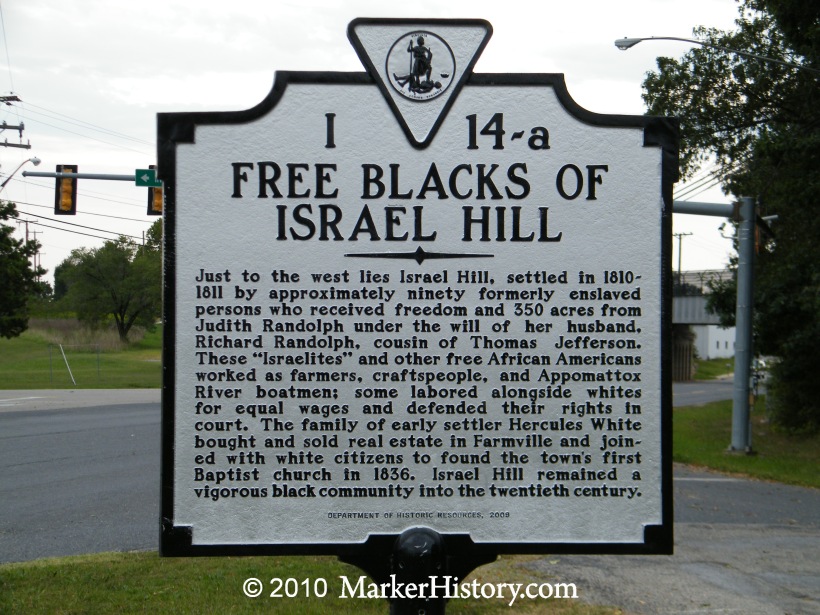 I 14-a
FREE BLACKS OF
ISRAEL HILL
Just to the west lies Israel Hill, settled in 1810-
1811 by approximately ninety formerly enslaved
persons who received freedom and 350 acres from
Judith Randolph under the will of her husband,
Richard Randolph, cousin of Thomas Jefferson.
These "Israelites" and other free African Americans
worked as farmers, craftspeople, and Appomattox
River boatmen; some labored alongside whites
for equal wages and defended their rights in
court. The family of early settler Hercules White
bought and sold real estate in Farmville and join-
ed with white citizens to found the town's first
Baptist church in 1836. Israel Hill remained a
vigorous black community into the twentieth century.
DEPARTMENT OF HISTORIC RESOURCES, 2009
© 2010 MarkerHistory.com